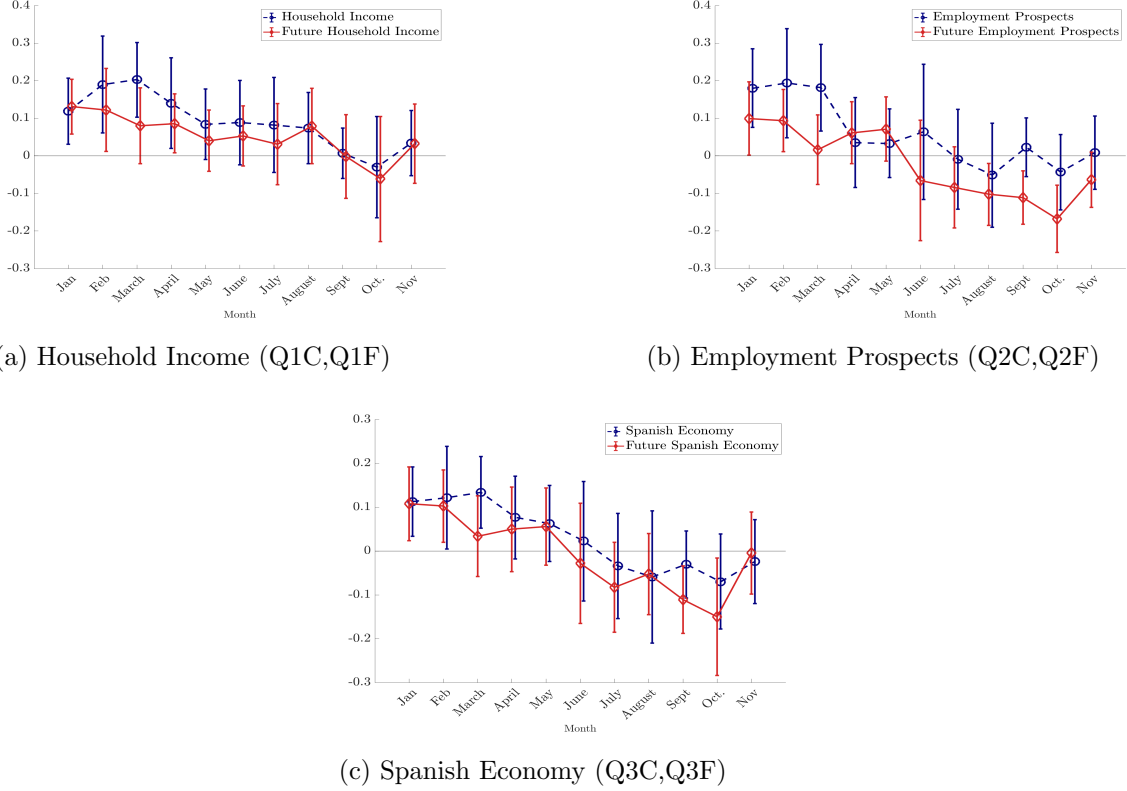 0.4
0.3
0.2
0.1
0
-0.1
-0.2
-0.3
Household Income
Future Household Income
Jan
Feb
March
April
May
June
July
August
Sept
Oct.
Nov
Month
(a) Household Income (Q1C,Q1F)
0.4
0.3
0.2
0.1
0
-0.1
-0.2
-0.3
Employment Prospects
Future Employment Prospects
Jan
Feb
March
April
May
June
July
August
Sept
Oct.
Nov
Month
(b) Employment Prospects (Q2C,Q2F)
0.3
0.2
0.1
0
-0.1
-0.2
-0.3
Spanish Economy
Future Spanish Economy
Jan
Feb
March
April
May
June
July
August
Sept
Oct.
Nov
Month
(c) Spanish Economy (Q3C,Q3F)